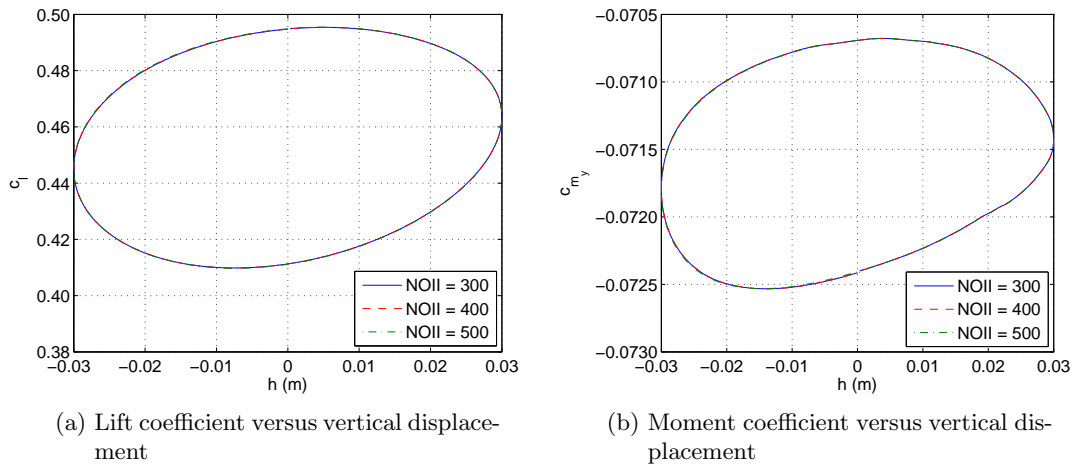 0.50
0.48
0.46
0.44
0.42
0.40
0.38
c_l
−0.03 −0.02 −0.01 0 0.01 0.02 0.03
h (m)
NOII = 300
NOII = 400
NOII = 500
(a) Lift coefficient versus vertical displace-
ment
−0.0705
−0.0710
−0.0715
−0.0720
−0.0725
−0.0730
c_m_y
−0.03 −0.02 −0.01 0 0.01 0.02 0.03
h (m)
NOII = 300
NOII = 400
NOII = 500
(b) Moment coefficient versus vertical dis-
placement